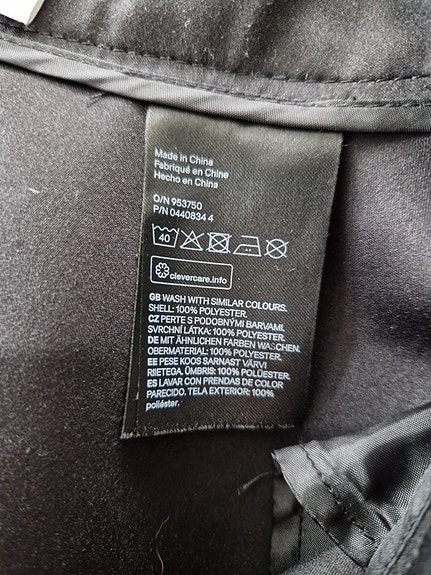 Made in China
Fabriqué en Chine
Hecho en China
O/N 953750
P/N 0440834 4
40
clevercare.info
GB WASH WITH SIMILAR COLOURS.
SHELL: 100% POLYESTER.
CZ PERTE S PODOBNÝMI BARVAMI.
SVRCHNÍ LÁTKA: 100% POLYESTER.
DE MIT ÄHNLICHEN FARBEN WASCHEN.
OBERMATERIAL: 100% POLYESTER.
EE PESE KOOS SARNAST VÄRVI
RIIETEGA. ÜMBRIS: 100% POLÜESTER.
ES LAVAR CON PRENDAS DE COLOR
PARECIDO. TELA EXTERIOR: 100%
poliéster.